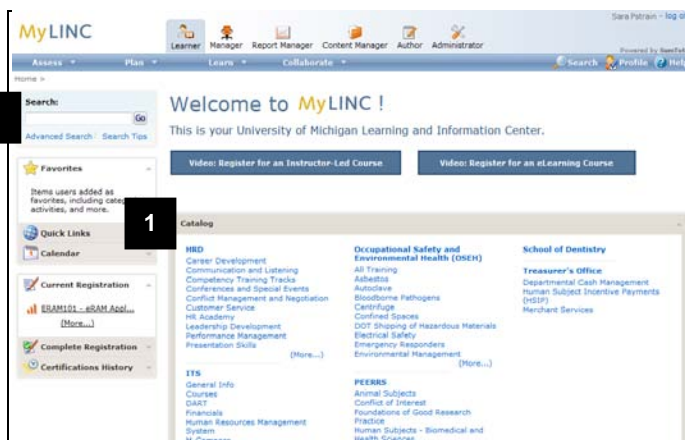 Sara Patrain - log o
MyLINC
Learner Manager Report Manager Content Manager Author Administrator
Powered by
Assess Plan Learn Collaborate Search Profile Help
Home >
Search:
Go
Advanced Search Search Tips
Welcome to MyLINC !
This is your University of Michigan Learning and Information Center.
Video: Register for an Instructor-Led Course Video: Register for an eLearning Course
Favorites
Items users added as
favorites, including categ
activities, and more.
Quick Links
Calendar
Current Registration
ERAM101 - eRAM Appl...
(More...)
Complete Registration
Certifications History
1
Catalog
HRD
Career Development
Communication and Listening
Competency Training Tracks
Conferences and Special Events
Conflict Management and Negotiation
Customer Service
HR Academy
Leadership Development
Performance Management
Presentation Skills
(More...)
ITS
General Info
Courses
DART
Financials
Human Resources Management
System
M-Compass
Occupational Safety and
Environmental Health (OSEH)
All Training
Asbestos
Autoclave
Bloodborne Pathogens
Centrifuge
Confined Spaces
DOT Shipping of Hazardous Materials
Electrical Safety
Emergency Responders
Environmental Management
(More...)
PEERRS
Animal Subjects
Conflict of Interest
Foundations of Good Research
Practice
Human Subjects - Biomedical and
Health Sciences
School of Dentistry
Treasurer's Office
Departmental Cash Management
Human Subject Incentive Payments
(HSIP)
Merchant Services